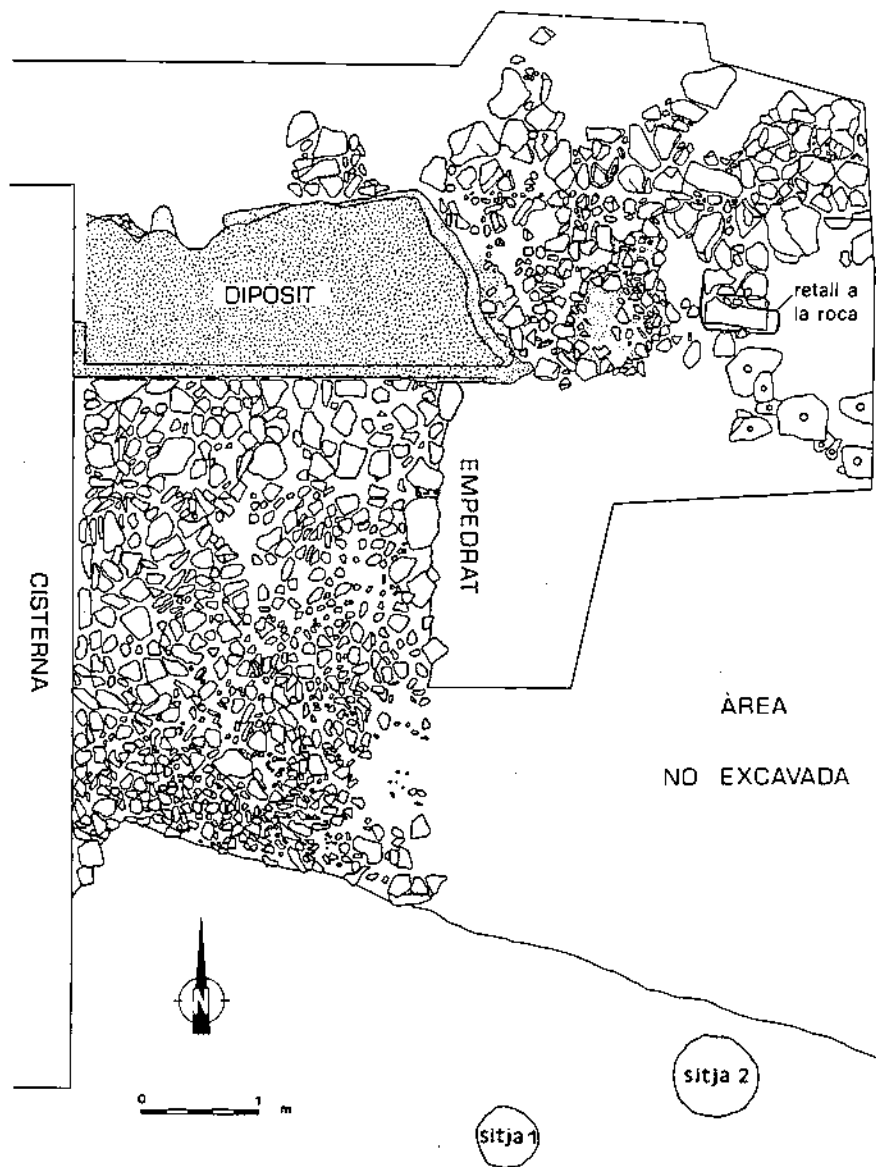 DIPOSIT
retall a
la roca
EMPEDRAT
CISTERNA
ÀREA
NO EXCAVADA
N
0 1
m
sitja 2
sitja 1